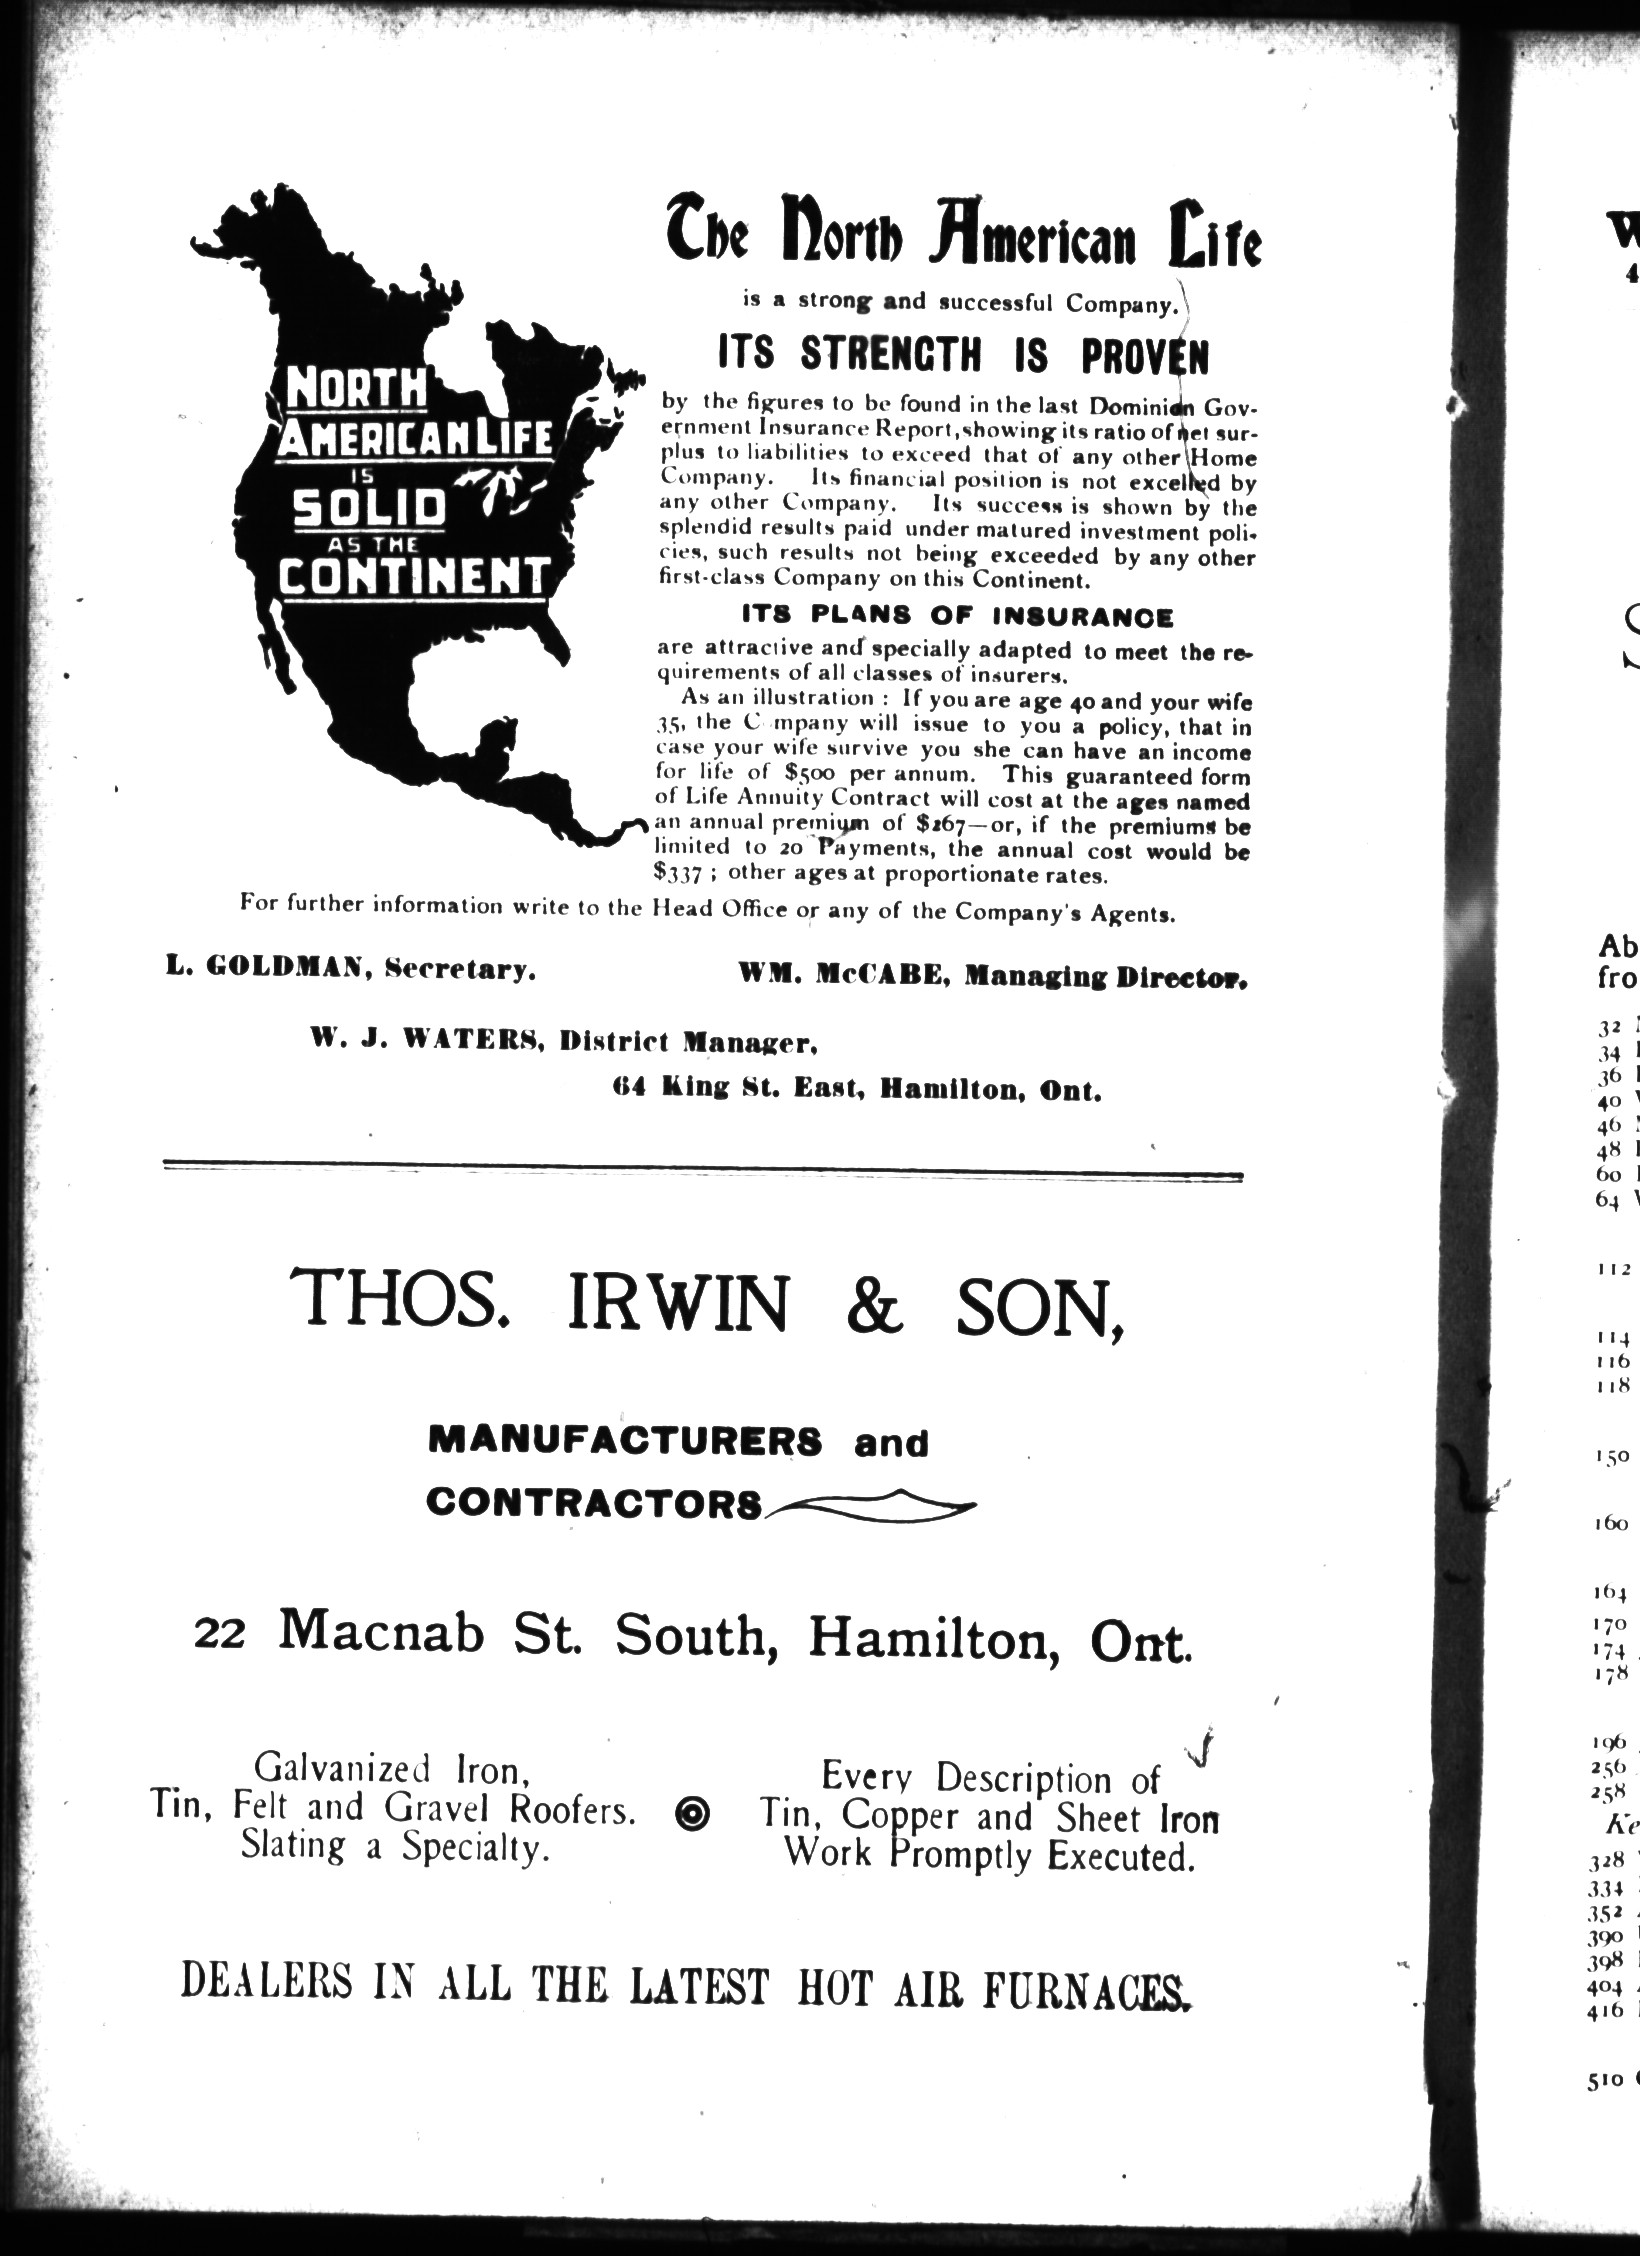 The North American Life
is a strong and successful Company.
ITS STRENGTH IS PROVEN
by the figures to be found in the last Dominion Gov-
ernment Insurance Report, showing its ratio of net sur-
plus to liabilities to exceed that of any other Home
Company. Its financial position is not excelled by
any other Company. Its success is shown by the
splendid results paid under matured investment poli-
cies, such results not being exceeded by any other
first-class Company on this Continent.
ITS PLANS OF INSURANCE
are attractive and specially adapted to meet the re-
quirements of all classes of insurers.
As an illustration : If you are age 40 and your wife
35, the C mpany will issue to you a policy, that in
case your wife survive you she can have an income
for life of $500 per annum. This guaranteed form
of Life Annuity Contract will cost at the ages named
an annual premium of $267—or, if the premiums be
limited to 20 Payments, the annual cost would be
$337 ; other ages at proportionate rates.
NORTH
AMERICAN LIFE
IS
SOLID
AS THE
CONTINENT
For further information write to the Head Office or any of the Company's Agents.
L. GOLDMAN, Secretary. WM. McCABE, Managing Director.
W. J. WATERS, District Manager,
64 King St. East, Hamilton, Ont.
THOS. IRWIN & SON,
MANUFACTURERS and
CONTRACTORS
22 Macnab St. South, Hamilton, Ont.
Galvanized Iron,
Tin, Felt and Gravel Roofers.
Slating a Specialty.
Every Description of
Tin, Copper and Sheet Iron
Work Promptly Executed.
DEALERS IN ALL THE LATEST HOT AIR FURNACES.
W
4
Ab
fro
32
34
36
40
46
48
60
64
112
114
116
118
150
160
164
170
174
178
196
256
258
Ke
328
334
352
390
398
404
416
510